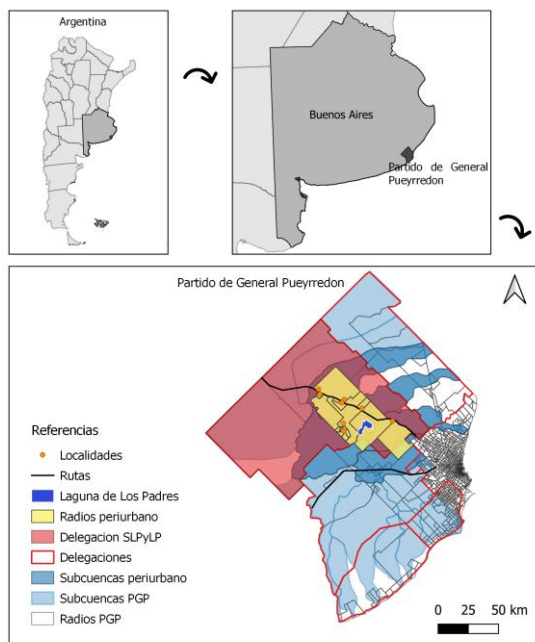 Argentina
Buenos Aires
Partido de General
Pueyrredon
Partido de General Pueyrredon
Referencias
Localidades
Rutas
Laguna de Los Padres
Radios periurbano
Delegacion SLPyLP
Delegaciones
Subcuencas periurbano
Subcuencas PGP
Radios PGP
0 25 50 km